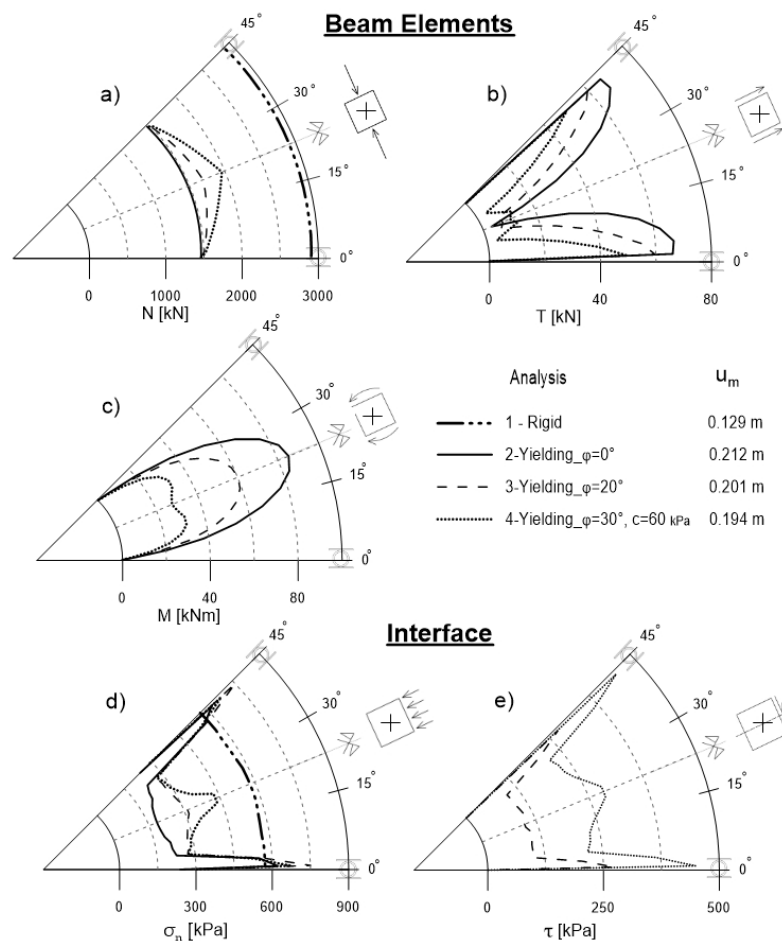 Beam Elements
a)
45°
30°
15°
0°
0 1000 2000 3000
N [kN]
b)
45°
30°
15°
0°
0 40 80
T [kN]
c)
45°
30°
15°
0°
0 40 80
M [kNm]
Analysis uₘ
1 - Rigid 0.129 m
2-Yielding_φ=0° 0.212 m
3-Yielding_φ=20° 0.201 m
4-Yielding_φ=30°, c=60 kPa 0.194 m
Interface
d)
45°
30°
15°
0°
0 300 600 900
σₙ [kPa]
e)
45°
30°
15°
0°
0 250 500
τ [kPa]